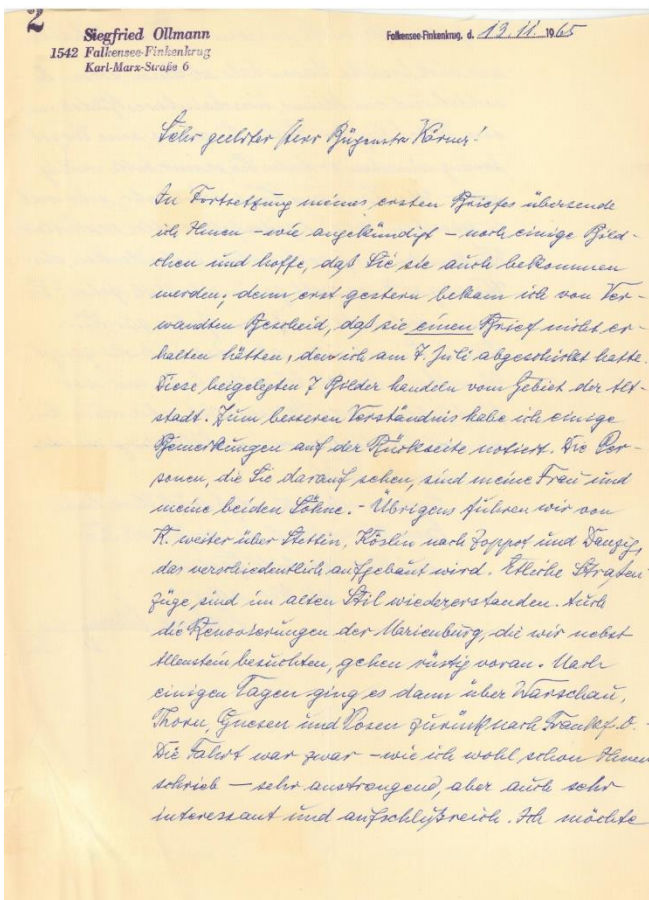 2
Siegfried Ollmann
1542 Falkensee-Finkenkrug
Karl-Marx-Straße 6
Falkensee-Finkenkrug, d. 13. 11. 1965
Sehr geehrter Herr
In Fortsetzung meines ersten Briefes übersende
ich Ihnen – wie angekündigt – noch einige Bild-
chen und hoffe, daß Sie sie auch bekommen
werden; denn erst gestern bekam ich von Ver-
wandten Bescheid, daß sie einen Brief nicht er-
halten hätten, den ich am 7. Juli abgeschickt hatte.
Diese beigelegten 7 Bilder handeln vom Gebiet der Alt-
stadt. Zum besseren Verständnis habe ich einige
Bemerkungen auf der Rückseite notiert. Die Per-
sonen, die Sie darauf sehen, sind meine Frau und
meine beiden Söhne. – Übrigens fuhren wir von
K. weiter über Stettin, Köslin nach Zoppot und Danzig,
das verschiedentlich aufgebaut wird. Etliche Straßen
züge sind im alten Stil wiedererstanden. Auch
die Renovierungen der Marienburg, die wir nebst
Allenstein besuchten, gehen rüstig voran. Nach
einigen Tagen ging es dann über Warschau,
Thorn, Gnesen und Posen zurück nach Frankf. O. –
Die Fahrt war zwar – wie ich wohl schon Ihnen
schrieb – sehr anstrengend, aber auch sehr
interessant und aufschlußreich. Ich möchte